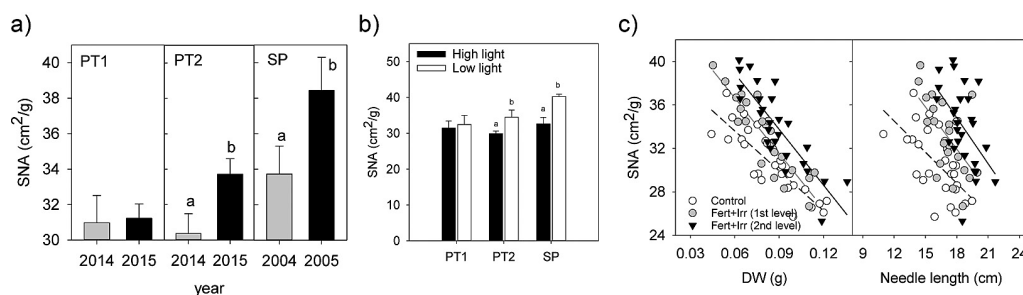 a)
SNA (cm²/g)
42
40
38
36
34
32
30
PT1
PT2
SP
a
b
a
b
2014
2015
2014
2015
2004
2005
year
b)
SNA (cm²/g)
50
40
30
20
10
0
High light
Low light
a
b
a
b
PT1
PT2
SP
c)
SNA (cm²/g)
40
36
32
28
24
Control
Fert+Irr (1st level)
Fert+Irr (2nd level)
0.03
0.06
0.09
0.12
9
12
15
18
21
24
DW (g)
Needle length (cm)